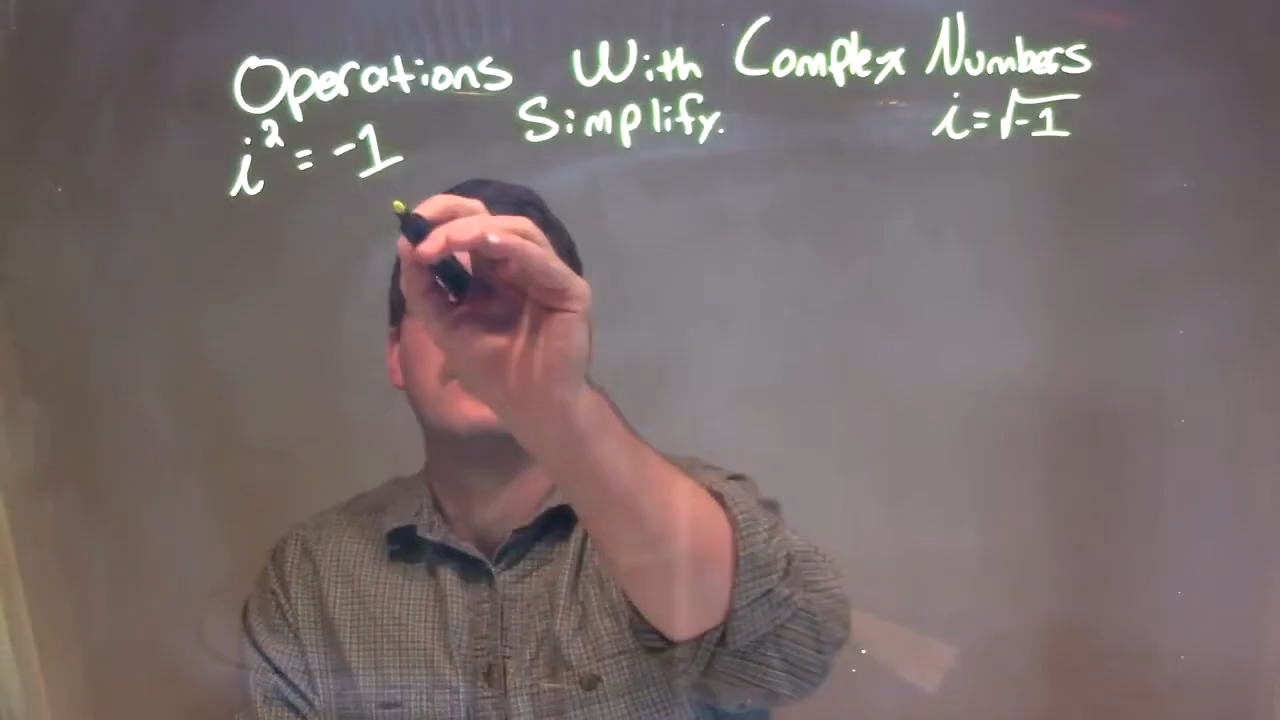 Operations With Complex Numbers
Simplify.
i = √-1
i² = -1